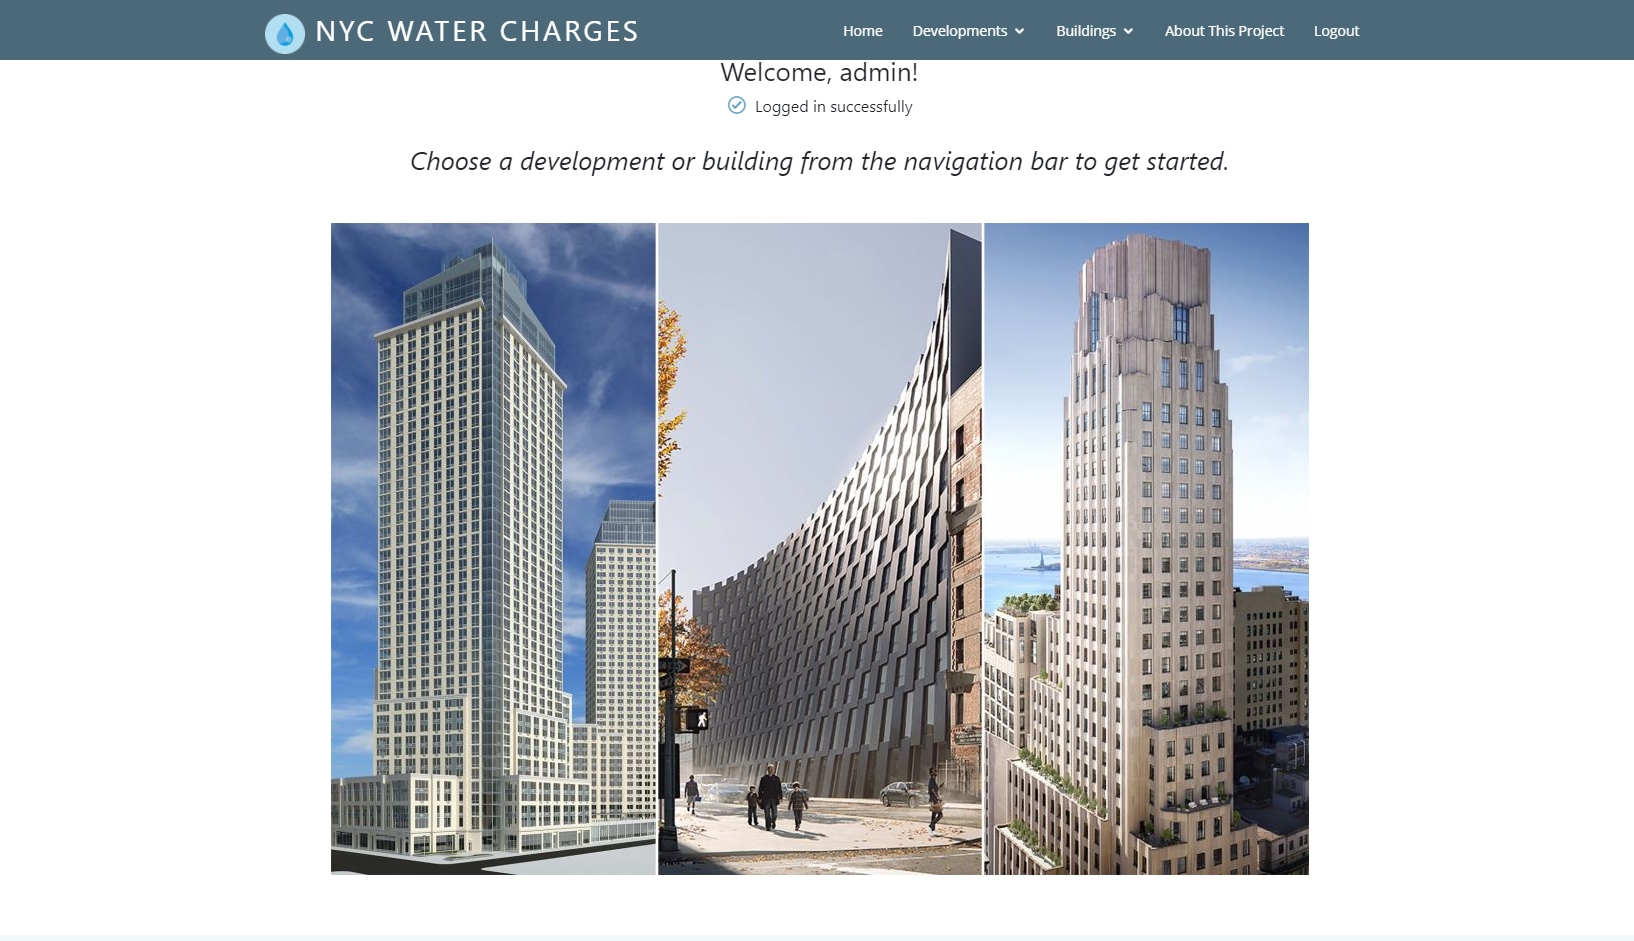 NYC WATER CHARGES
Home Developments Buildings About This Project Logout
Welcome, admin!
Logged in successfully
Choose a development or building from the navigation bar to get started.